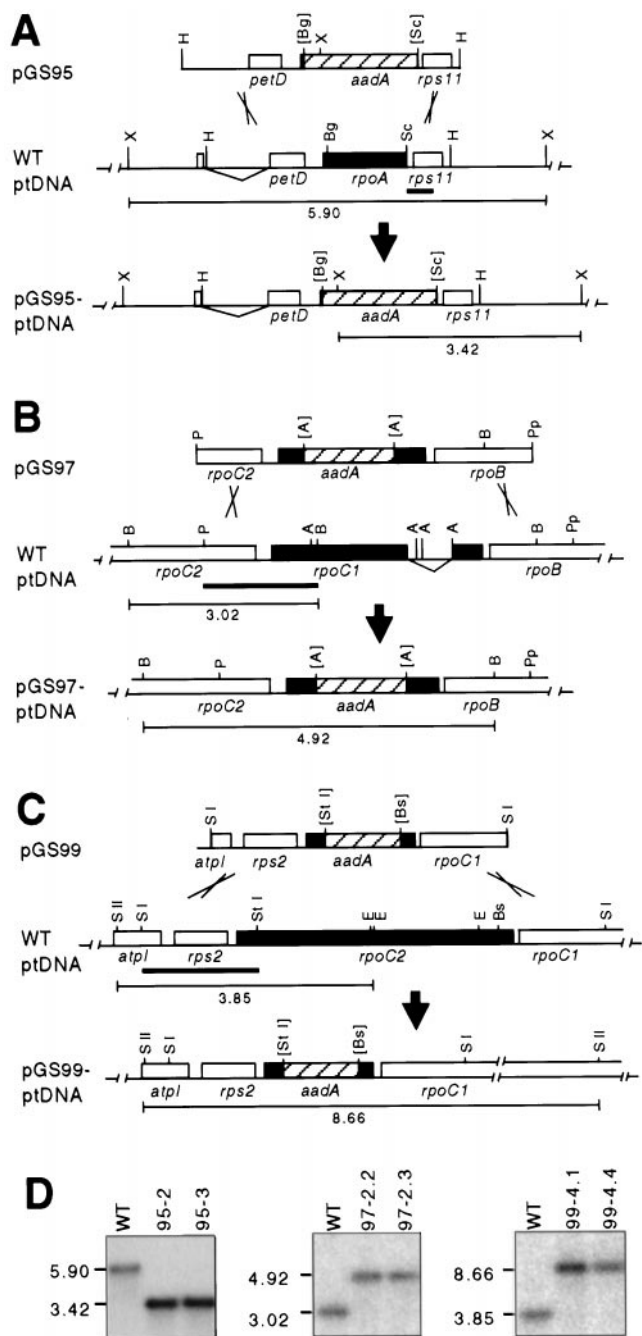 A
H [Bg] X [Sc] H
pGS95
petD aadA rps11
X H Bg Sc H X
WT
ptDNA
petD rpoA rps11
5.90
X H [Bg] X [Sc] H X
pGS95-
ptDNA
petD aadA rps11
3.42
B
P [A] [A] B Pp
pGS97
rpoC2 aadA rpoB
B P A B A A A B Pp
WT
ptDNA
rpoC2 rpoC1 rpoB
3.02
B P [A] [A] B Pp
pGS97-
ptDNA
rpoC2 aadA rpoB
4.92
C
S I [St I] [Bs] S I
pGS99
atpI rps2 aadA rpoC1
S II S I St I E E E Bs S I
WT
ptDNA
atpI rps2 rpoC2 rpoC1
3.85
S II S I [St I] [Bs] S I S II
pGS99-
ptDNA
atpI rps2 aadA rpoC1
8.66
D
WT 95-2 95-3
5.90
3.42
WT 97-2.2 97-2.3
4.92
3.02
WT 99-4.1 99-4.4
8.66
3.85